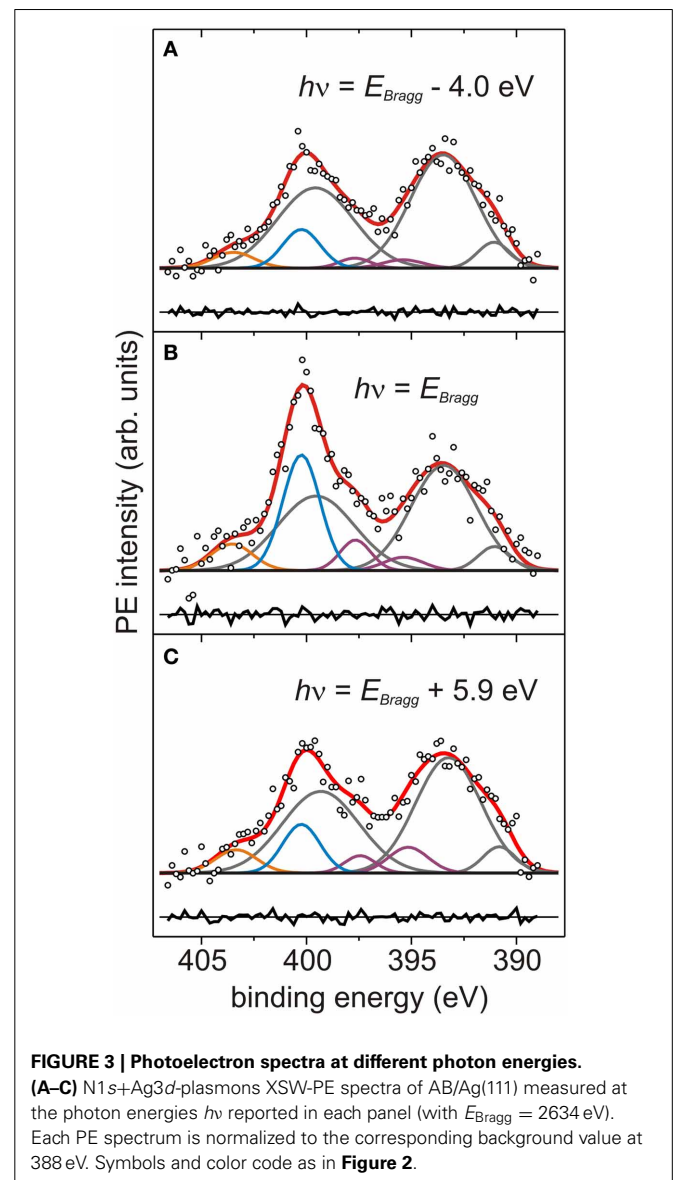 A
hν = E_Bragg - 4.0 eV
B
hν = E_Bragg
C
hν = E_Bragg + 5.9 eV
PE intensity (arb. units)
405 400 395 390
binding energy (eV)
FIGURE 3 | Photoelectron spectra at different photon energies.
(A–C) N1s+Ag3d-plasmons XSW-PE spectra of AB/Ag(111) measured at
the photon energies hν reported in each panel (with E_Bragg = 2634 eV).
Each PE spectrum is normalized to the corresponding background value at
388 eV. Symbols and color code as in Figure 2.